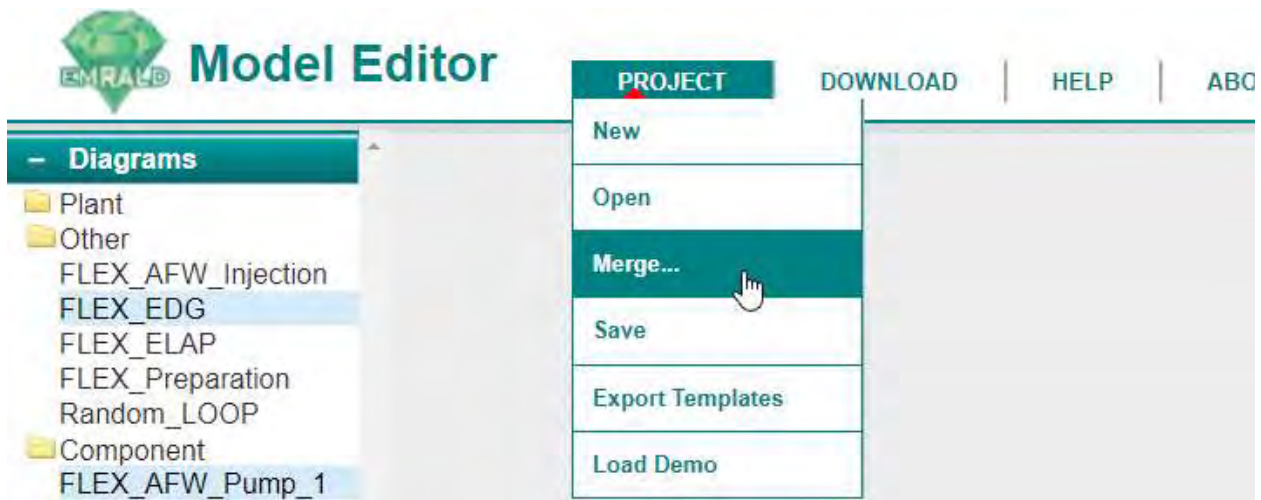 EMRALD
Model Editor
PROJECT
DOWNLOAD
HELP
ABO
– Diagrams
Plant
Other
FLEX_AFW_Injection
FLEX_EDG
FLEX_ELAP
FLEX_Preparation
Random_LOOP
Component
FLEX_AFW_Pump_1
New
Open
Merge...
Save
Export Templates
Load Demo